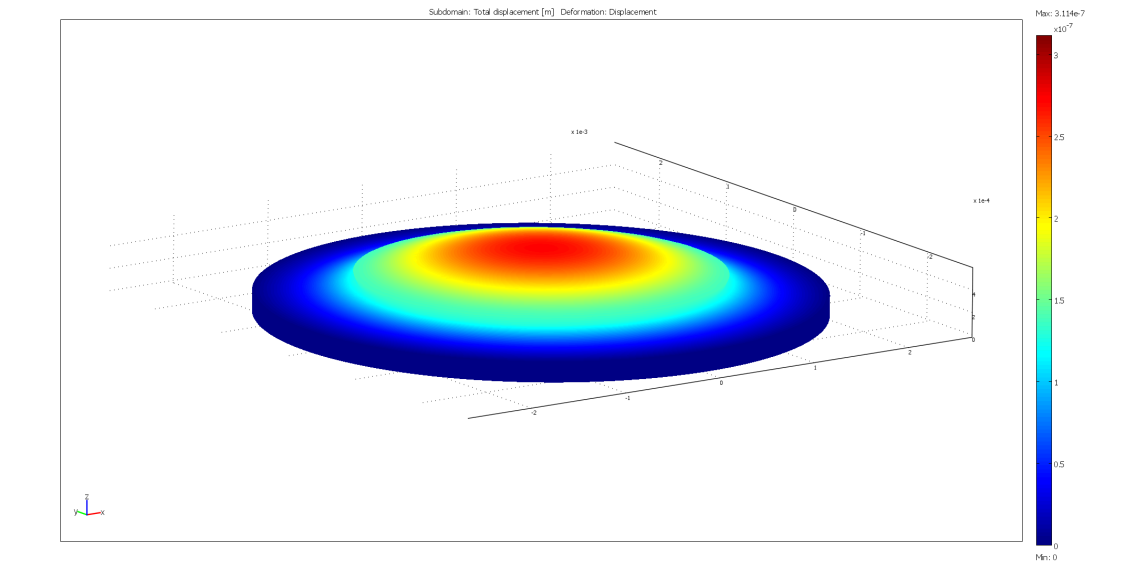 Subdomain: Total displacement [m] Deformation: Displacement
Max: 3.114e-7
x10-7
3
2.5
2
1.5
1
0.5
0
Min: 0
x 1e-3
2
1
0
-1
-2
x 1e-4
4
2
0
2
1
0
-1
-2
z
y
x